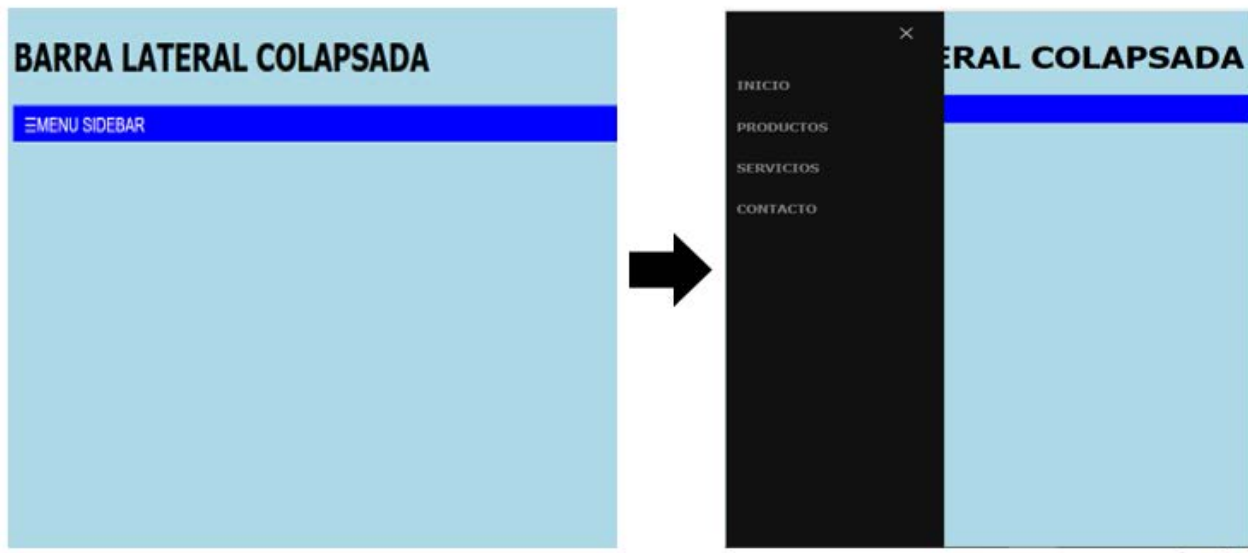 BARRA LATERAL COLAPSADA
☰MENU SIDEBAR
×
ERAL COLAPSADA
INICIO
PRODUCTOS
SERVICIOS
CONTACTO